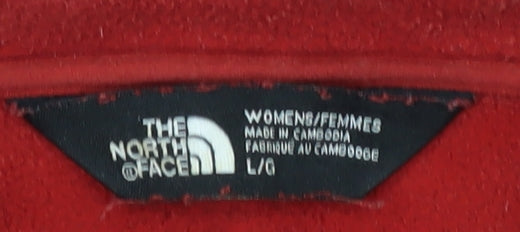 THE
NORTH
FACE
WOMENS/FEMMES
MADE IN CAMBODIA
FABRIQUÉ AU CAMBODGE
L/G